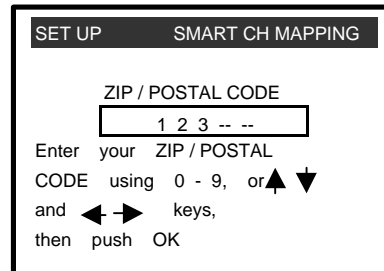 SET UP SMART CH MAPPING
ZIP / POSTAL CODE
1 2 3 -- --
Enter your ZIP / POSTAL
CODE using 0 - 9, or ▲ ▼
and ◄ ► keys,
then push OK